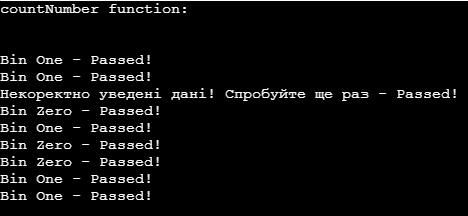 countNumber function:
Bin One - Passed!
Bin One - Passed!
Некоректно уведені дані! Спробуйте ще раз - Passed!
Bin Zero - Passed!
Bin One - Passed!
Bin Zero - Passed!
Bin Zero - Passed!
Bin One - Passed!
Bin One - Passed!